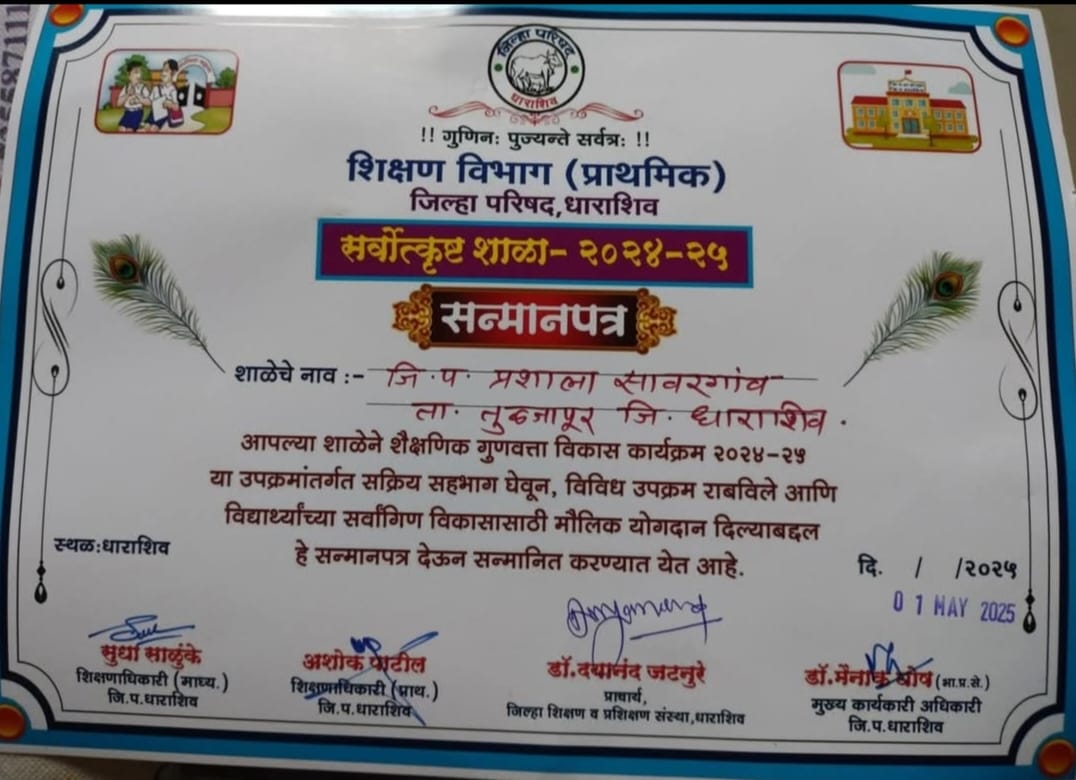 जिल्हा परिषद
धाराशिव
!! गुणिनः पुज्यन्ते सर्वत्रः !!
शिक्षण विभाग (प्राथमिक)
जिल्हा परिषद,धाराशिव
सर्वोत्कृष्ट शाळा- २०२४-२५
सन्मानपत्र
शाळेचे नाव :- जि.प. प्रशाला सावरगांव
ता. तुळजापूर जि. धाराशिव.
आपल्या शाळेने शैक्षणिक गुणवत्ता विकास कार्यक्रम २०२४-२५
या उपक्रमांतर्गत सक्रिय सहभाग घेवून, विविध उपक्रम राबविले आणि
विद्यार्थ्यांच्या सर्वांगिण विकासासाठी मौलिक योगदान दिल्याबद्दल
हे सन्मानपत्र देऊन सन्मानित करण्यात येत आहे.
स्थळ:धाराशिव
दि. / /२०२५
01 MAY 2025
सुधा साळुंके
शिक्षणाधिकारी (माध्य.)
जि.प.धाराशिव
अशोक पाटील
शिक्षणाधिकारी (प्राथ.)
जि.प.धाराशिव
डॉ.दयानंद जटनुरे
प्राचार्य,
जिल्हा शिक्षण व प्रशिक्षण संस्था,धाराशिव
डॉ.मैनाक घोष (भा.प्र.से.)
मुख्य कार्यकारी अधिकारी
जि.प.धाराशिव